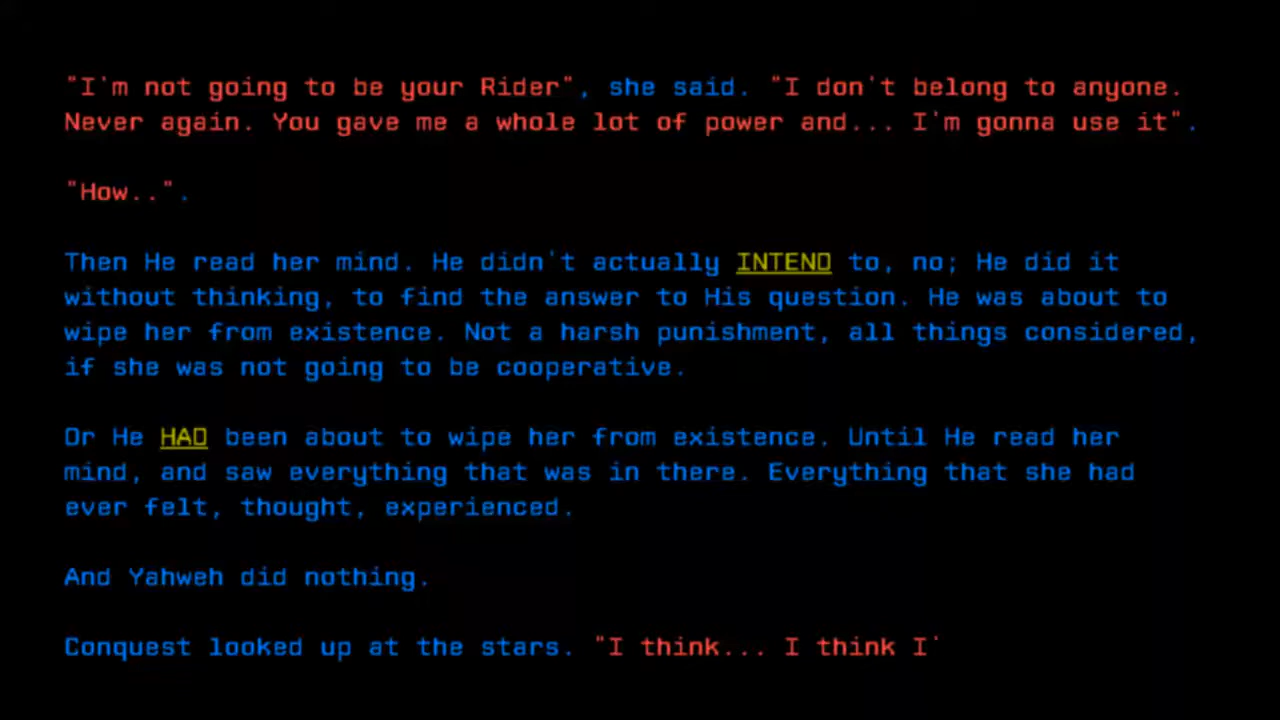 "I'm not going to be your Rider", she said. "I don't belong to anyone.
Never again. You gave me a whole lot of power and... I'm gonna use it".
"How..".
Then He read her mind. He didn't actually INTEND to, no; He did it
without thinking, to find the answer to His question. He was about to
wipe her from existence. Not a harsh punishment, all things considered,
if she was not going to be cooperative.
Or He HAD been about to wipe her from existence. Until He read her
mind, and saw everything that was in there. Everything that she had
ever felt, thought, experienced.
And Yahweh did nothing.
Conquest looked up at the stars. "I think... I think I'